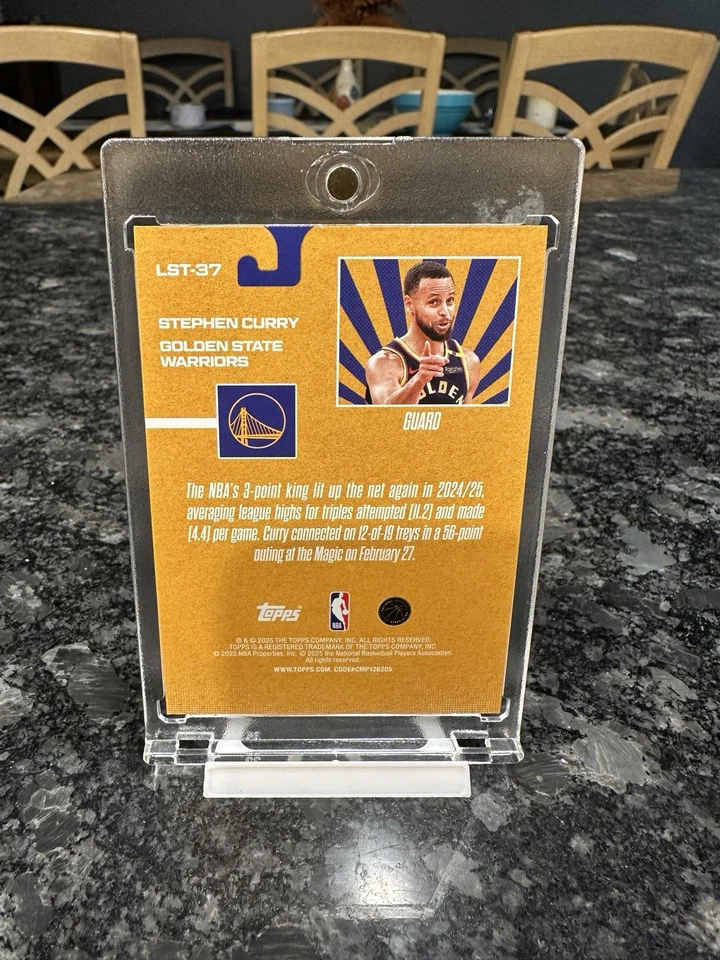 LST-37
STEPHEN CURRY
GOLDEN STATE
WARRIORS
GOLDEN
GUARD
The NBA's 3-point king lit up the net again in 2024/25,
averaging league highs for triples attempted (11.2) and made
(4.4) per game. Curry connected on 12-of-19 treys in a 56-point
outing at the Magic on February 27.
topps
NBA
® & © 2025 THE TOPPS COMPANY, INC. ALL RIGHTS RESERVED.
TOPPS IS A REGISTERED TRADEMARK OF THE TOPPS COMPANY, INC.
© 2025 NBA Properties, Inc. © 2025 the National Basketball Players Association
All rights reserved.
WWW.TOPPS.COM. CODE#CMP126205